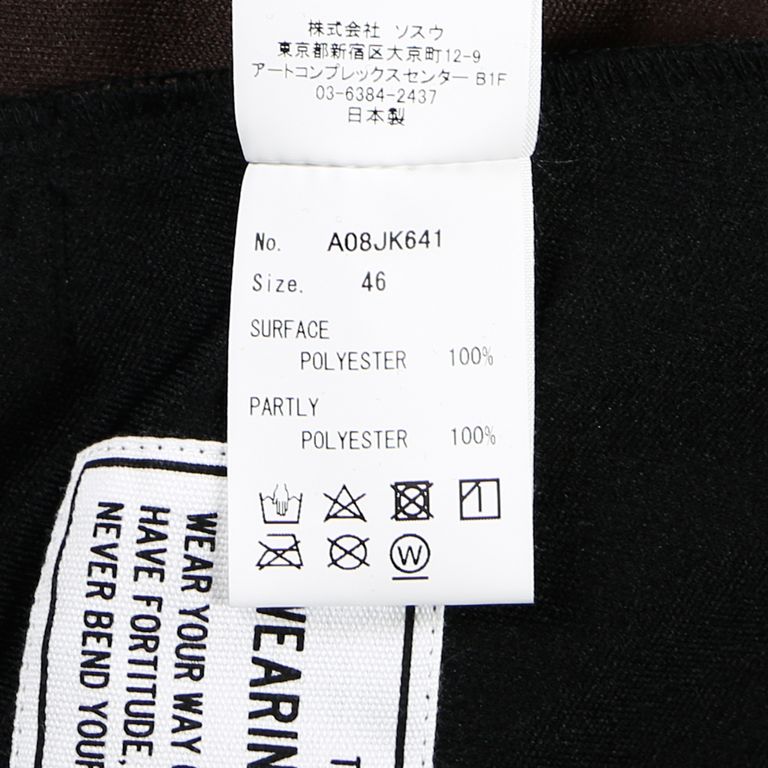 株式会社 ソスウ
東京都新宿区大京町12-9
アートコンプレックスセンター B1F
03-6384-2437
日本製
No. A08JK641
Size. 46
SURFACE
POLYESTER 100%
PARTLY
POLYESTER 100%
W
WEAR YOUR WAY
HAVE FORTITUDE,
NEVER BEND YOUR
WEARIN